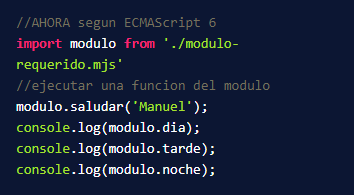 //AHORA segun ECMAScript 6
import modulo from './modulo-
requerido.mjs'
//ejecutar una funcion del modulo
modulo.saludar('Manuel');
console.log(modulo.dia);
console.log(modulo.tarde);
console.log(modulo.noche);